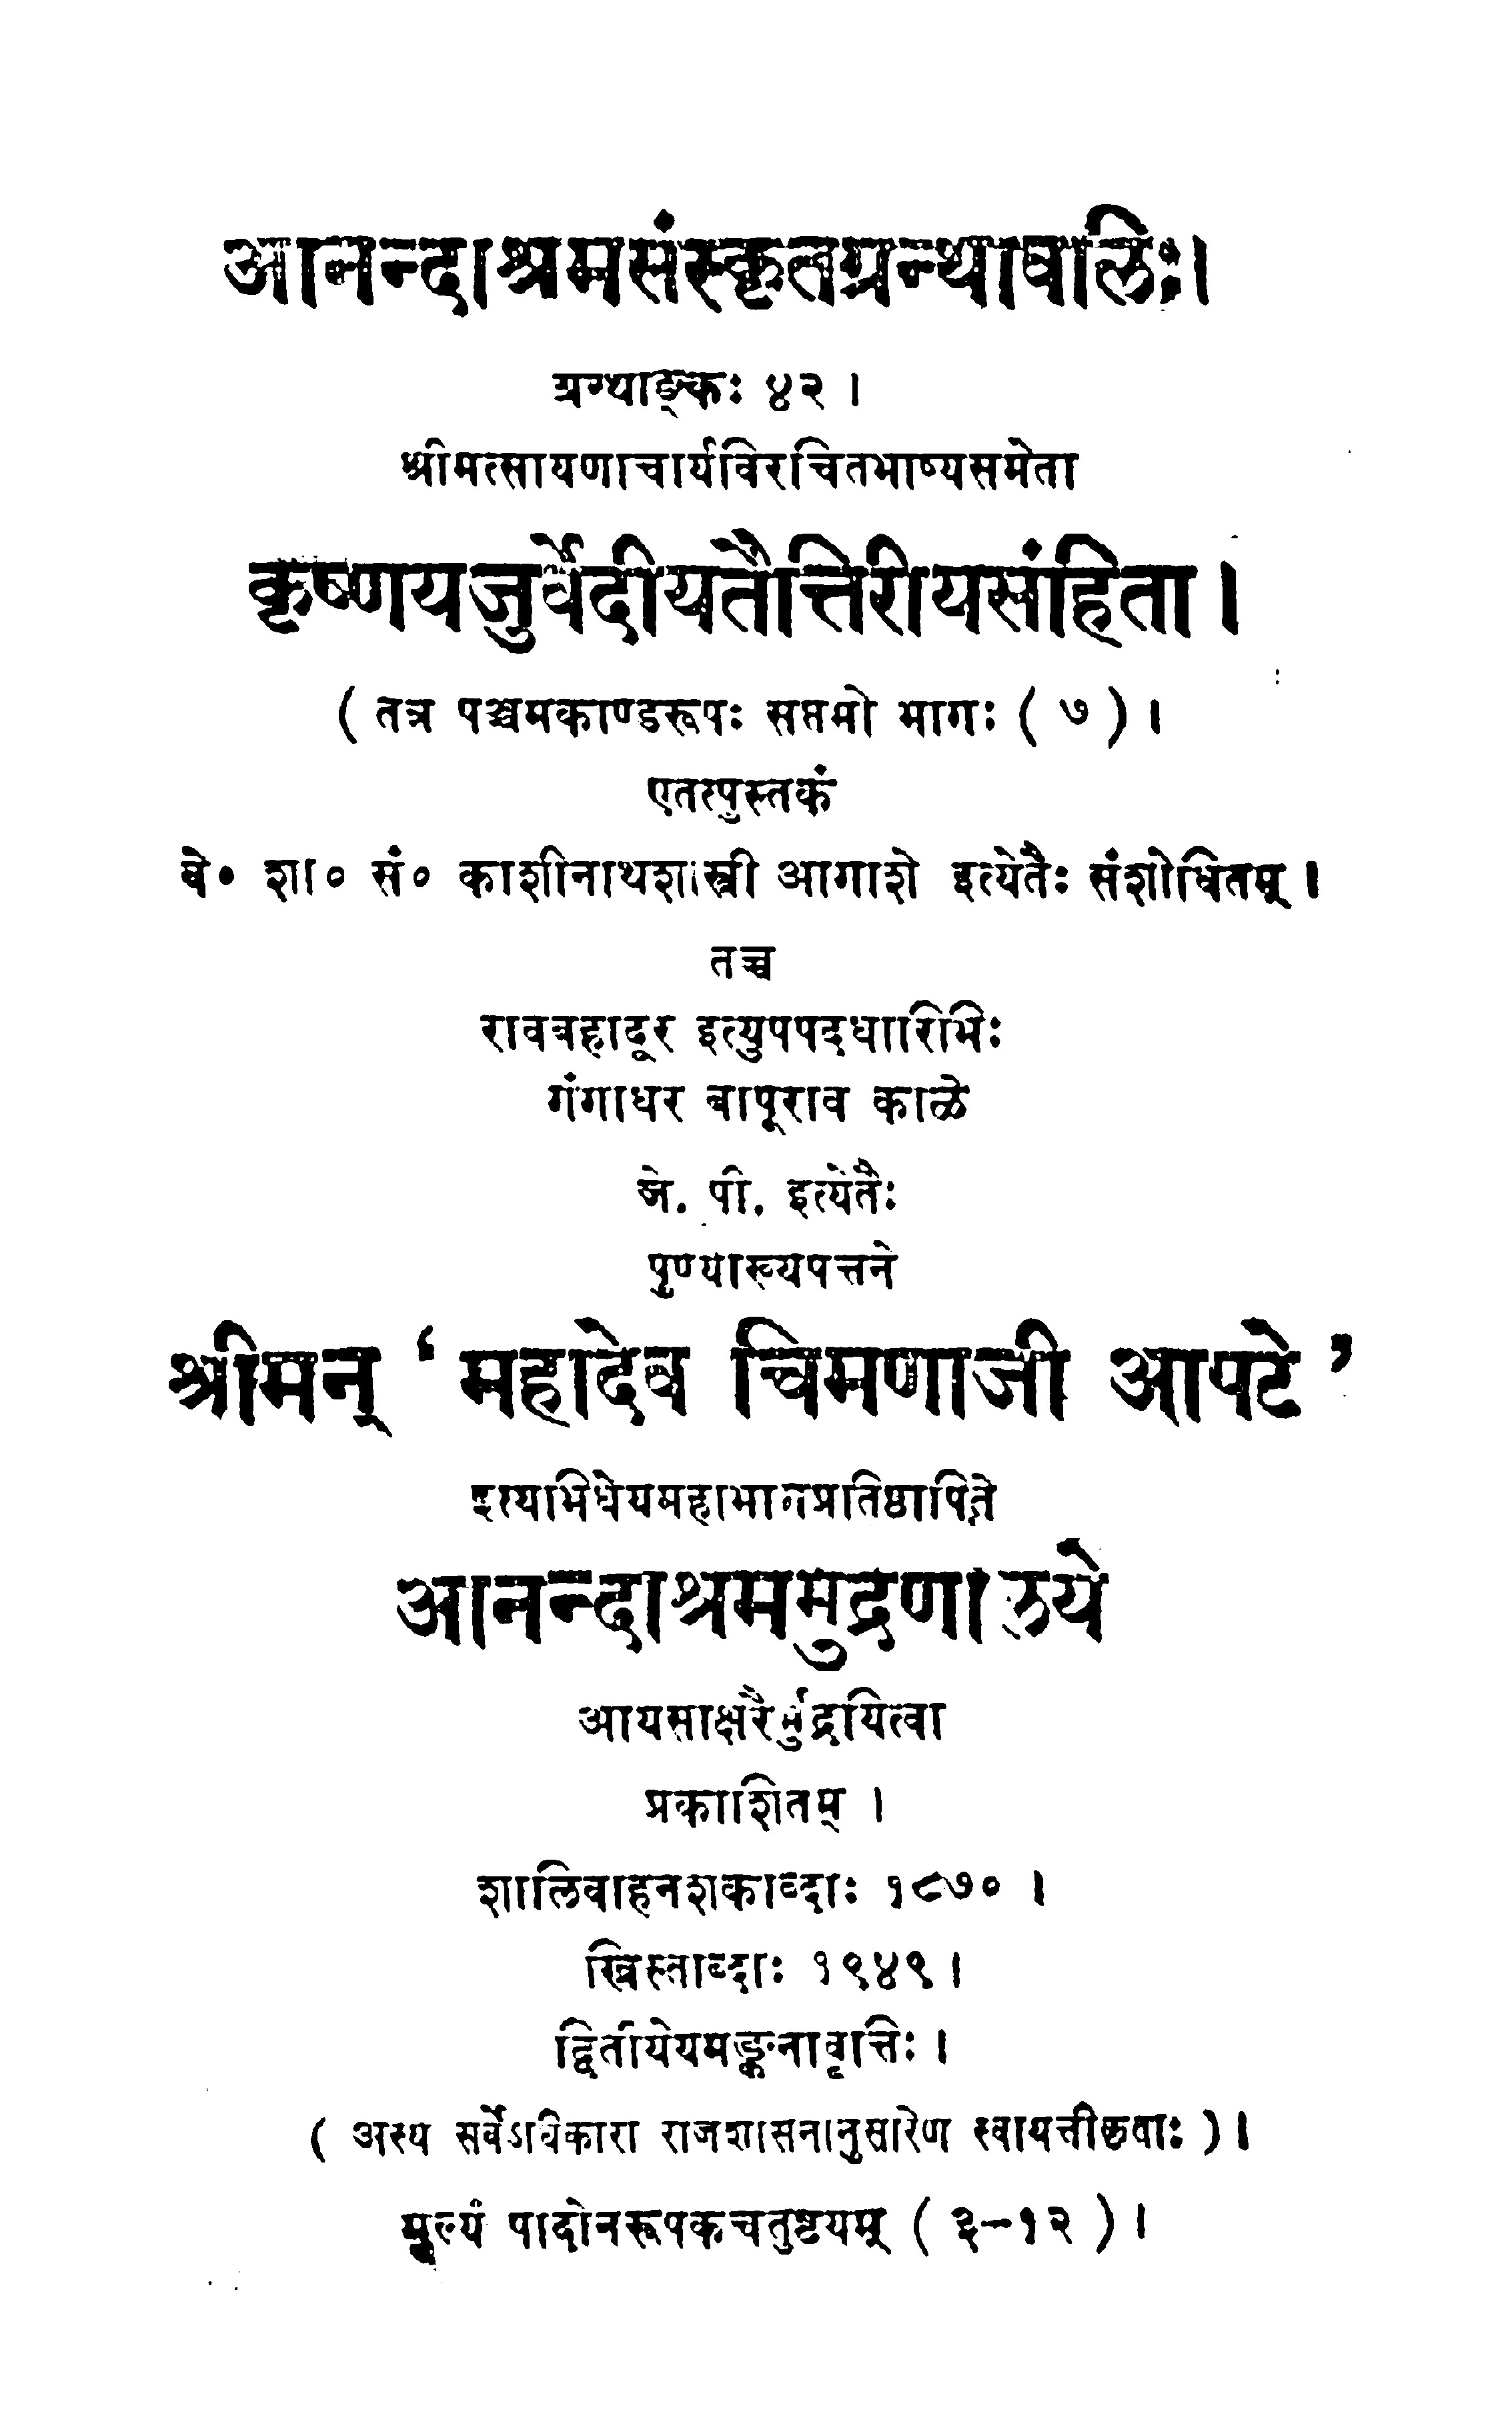 आनन्दाश्रमसंस्कृतग्रन्थावलिः।
ग्रन्थाङ्कः ४२ ।
श्रीमत्सायणाचार्यविरचितभाष्यसमेता
कृष्णयजुर्वेदीयतैत्तिरीयसंहिता ।
( तत्र पञ्चमकाण्डरूपः सप्तमो भागः ( ७ ) ।
एतत्पुस्तकं
वे० शा० सं० काशीनाथशास्त्री आगाशे इत्येतैः संशोधितम् ।
तच्च
रावबहादूर इत्युपपदधारिभिः
गंगाधर बापूराव काळे
जे. पी. इत्येतैः
पुण्याख्यपत्तने
श्रीमन् ‘ महादेव चिमणाजी आपटे ’
इत्यभिधेयमहाभागप्रतिष्ठापिते
आनन्दाश्रममुद्रणालये
आयसाक्षरैर्मुद्रयित्वा
प्रकाशितम् ।
शालिवाहनशकाब्दाः १८७० ।
ख्रिस्ताब्दाः १९४९ ।
द्वितीयेयमङ्कनावृत्तिः ।
( अस्य सर्वेऽधिकारा राजशासनानुसारेण स्वायत्तीकृताः ) ।
मूल्यं पादोनरूपकचतुष्टयम् ( ३-१२ ) ।